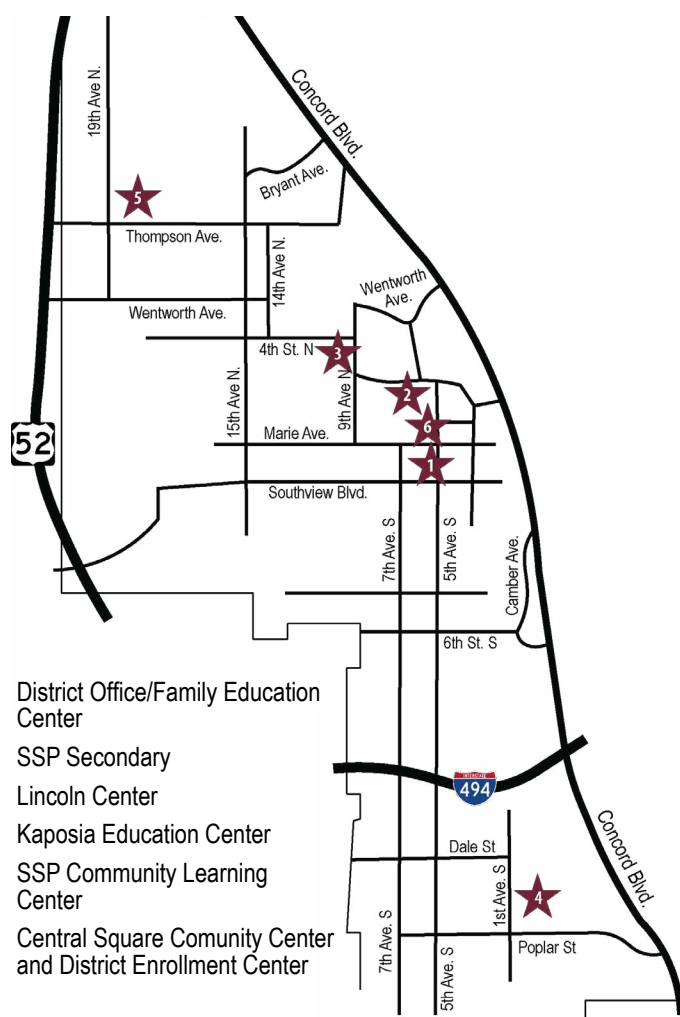 Concord Blvd.
19th Ave N.
Bryant Ave.
5
Thompson Ave.
14th Ave N.
Wentworth
Ave.
Wentworth Ave.
4th St. N
3
9th Ave N
15th Ave N.
2
6
Marie Ave.
52
1
Southview Blvd.
7th Ave. S
5th Ave. S
Camber Ave.
6th St. S
District Office/Family Education
Center
SSP Secondary
Lincoln Center
Kaposia Education Center
SSP Community Learning
Center
Central Square Comunity Center
and District Enrollment Center
INTERSTATE
494
Concord Blvd.
Dale St
1st Ave. S
4
7th Ave. S
5th Ave. S
Poplar St